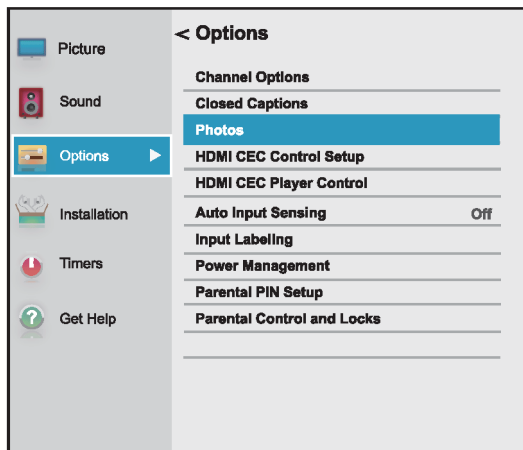 Picture
Sound
Options
Installation
Timers
Get Help
< Options
Channel Options
Closed Captions
Photos
HDMI CEC Control Setup
HDMI CEC Player Control
Auto Input Sensing Off
Input Labeling
Power Management
Parental PIN Setup
Parental Control and Locks